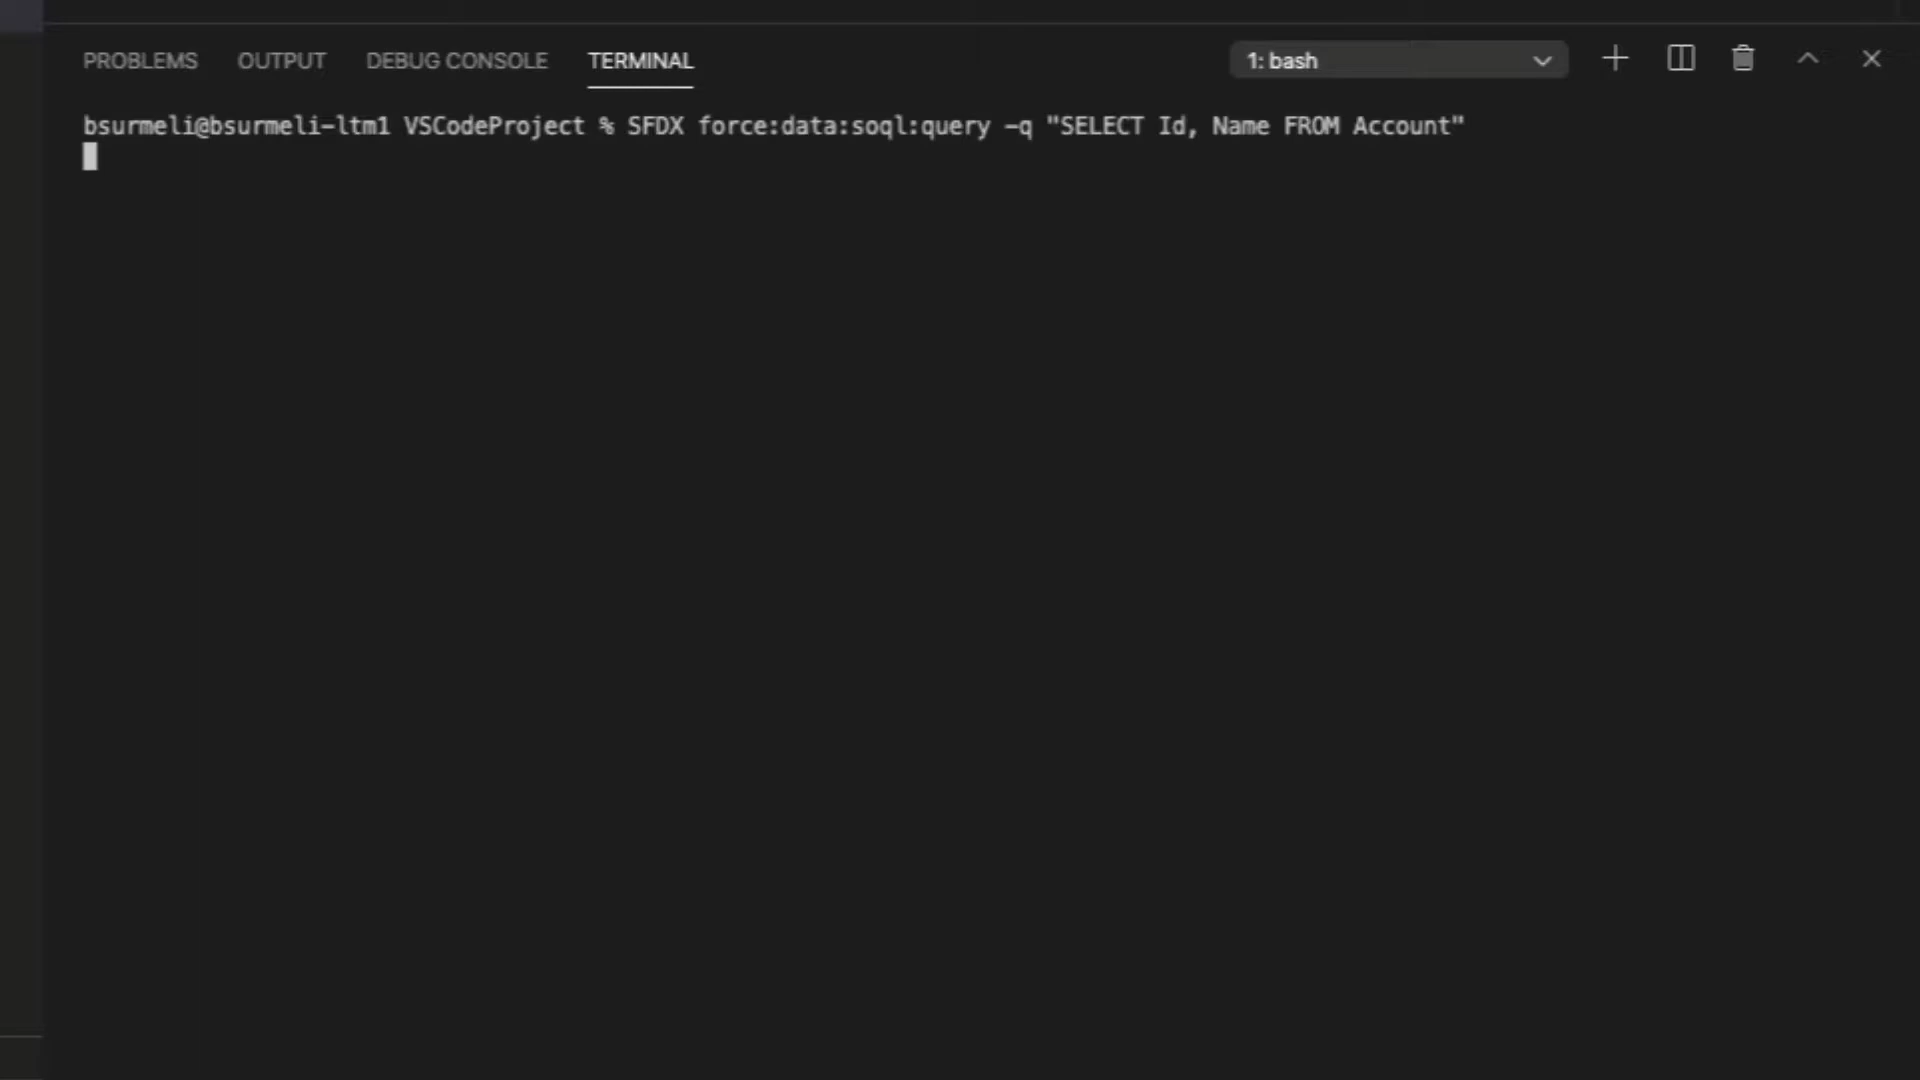 PROBLEMS OUTPUT DEBUG CONSOLE TERMINAL 1: bash
bsurmeli@bsurmeli-ltm1 VSCodeProject % SFDX force:data:soql:query -q "SELECT Id, Name FROM Account"